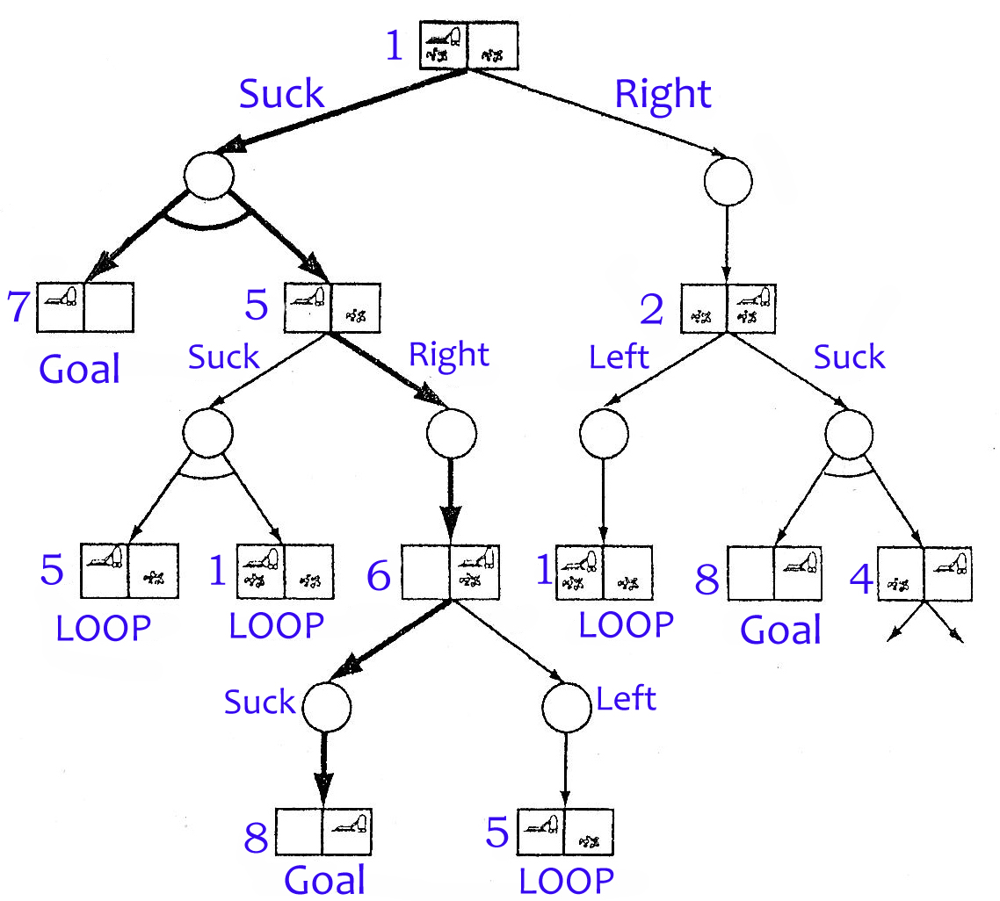 1
Suck
Right
7
5
2
Goal
Suck
Right
Left
Suck
5
1
6
1
8
4
LOOP
LOOP
LOOP
Goal
Suck
Left
8
5
Goal
LOOP